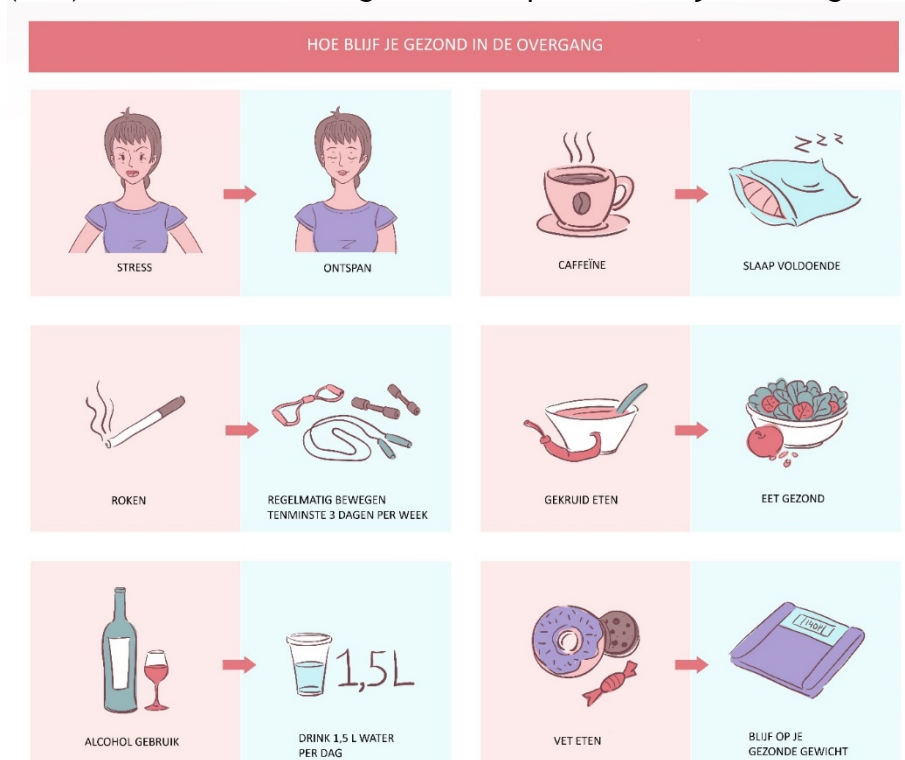 HOE BLIJF JE GEZOND IN DE OVERGANG
STRESS
ONTSPAN
CAFFEÏNE
SLAAP VOLDOENDE
zzz
ROKEN
REGELMATIG BEWEGEN
TENMINSTE 3 DAGEN PER WEEK
GEKRUID ETEN
EET GEZOND
ALCOHOL GEBRUIK
1,5L
DRINK 1,5 L WATER
PER DAG
VET ETEN
BLIJF OP JE
GEZONDE GEWICHT